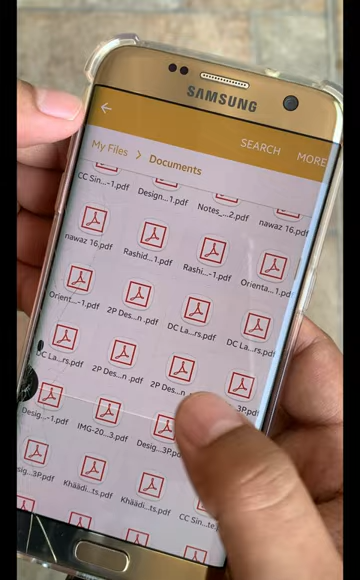 SAMSUNG
SEARCH
MORE
My Files > Documents
CC Sin...-1.pdf
Design...1.pdf
Notes_...2.pdf
nawaz 16.pdf
nawaz 16.pdf
Rashid...1.pdf
Rashi...-1.pdf
Orienta...1.pdf
Orient...-1.pdf
2P Des...n .pdf
DC La...rs.pdf
DC La...rs.pdf
DC La...rs.pdf
2P Des...n .pdf
2P Des...n .pdf
...3P.pdf
Desig...-1.pdf
IMG-20...3.pdf
Desig...3P.pdf
...sig...3P.pdf
Khäädi...ts.pdf
Khäädi...ts.pdf
CC Sin...te.pdf